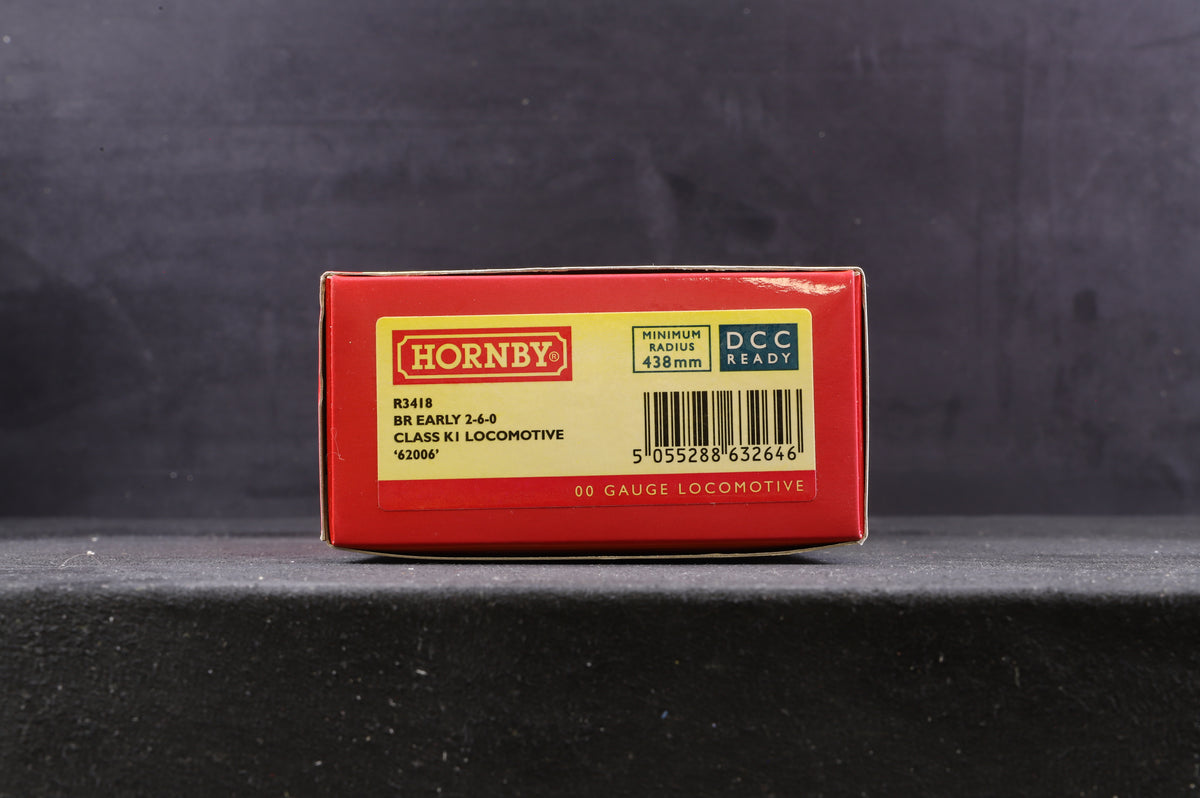 HORNBY®
MINIMUM
RADIUS
438mm
DCC
READY
R3418
BR EARLY 2-6-0
CLASS K1 LOCOMOTIVE
‘62006’
5 055288 632646
00 GAUGE LOCOMOTIVE